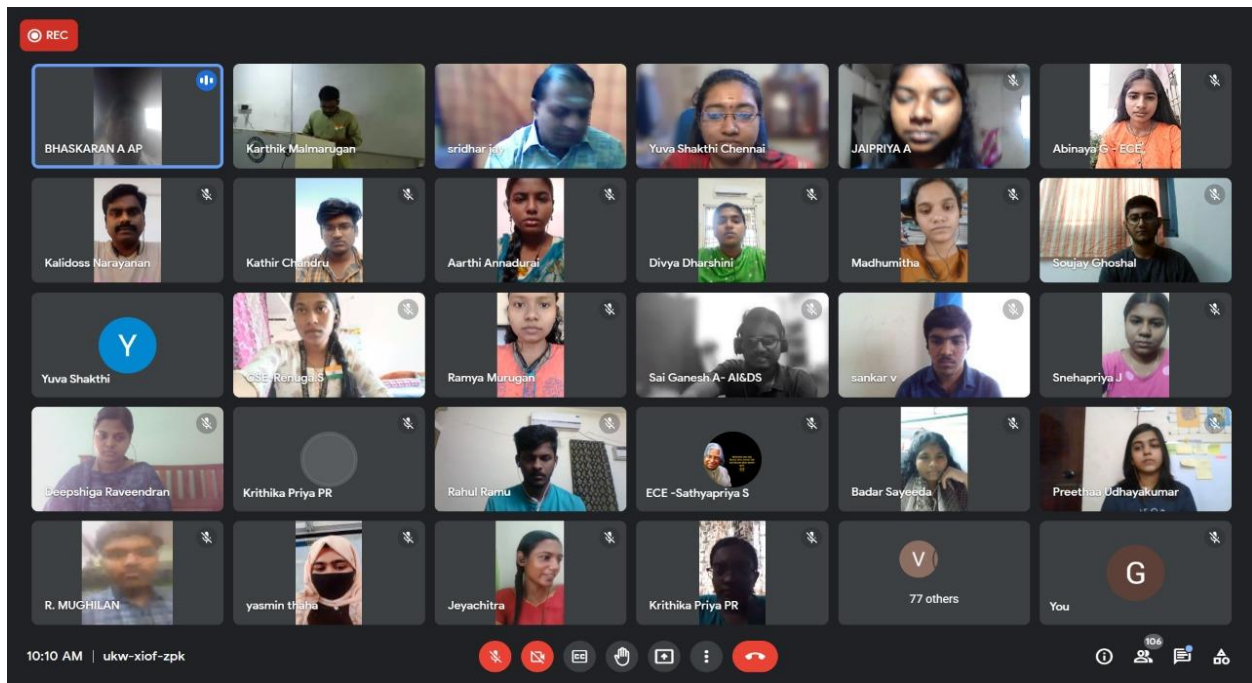 REC
BHASKARAN A AP
Karthik Malmarugan
sridhar jay
Yuva Shakthi Chennai
JAIPRIYA A
Abinaya G - ECE
Kalidoss Narayanan
Kathir Chandru
Aarthi Annadurai
Divya Dharshini
Madhumitha
Soujay Ghoshal
Y
Yuva Shakthi
CSE-Renuga.S
Ramya Murugan
Sai Ganesh A- AI&DS
sankar v
Snehapriya J
Deepshiga Raveendran
Krithika Priya PR
Rahul Ramu
ECE -Sathyapriya S
Badar Sayeeda
Preethaa Udhayakumar
R. MUGHILAN
yasmin thaha
Jeyachitra
Krithika Priya PR
V
77 others
G
You
10:10 AM | ukw-xiof-zpk
CC
106